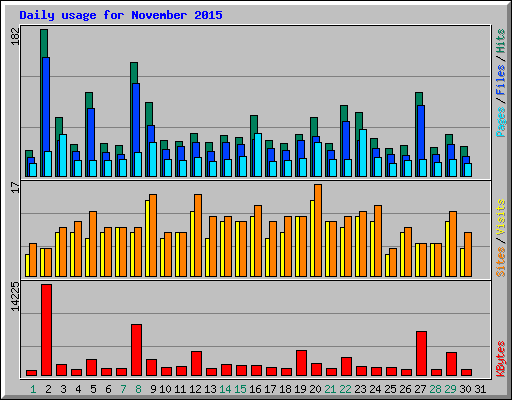 Daily usage for November 2015
182
Pages / Files / Hits
17
Sites / Visits
14225
KBytes
1 2 3 4 5 6 7 8 9 10 11 12 13 14 15 16 17 18 19 20 21 22 23 24 25 26 27 28 29 30 31